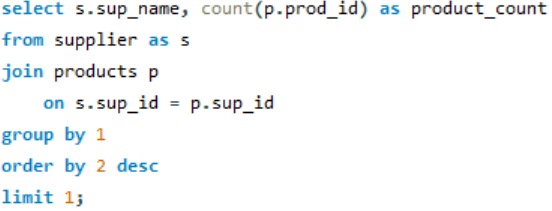 select s.sup_name, count(p.prod_id) as product_count
from supplier as s
join products p
    on s.sup_id = p.sup_id
group by 1
order by 2 desc
limit 1;